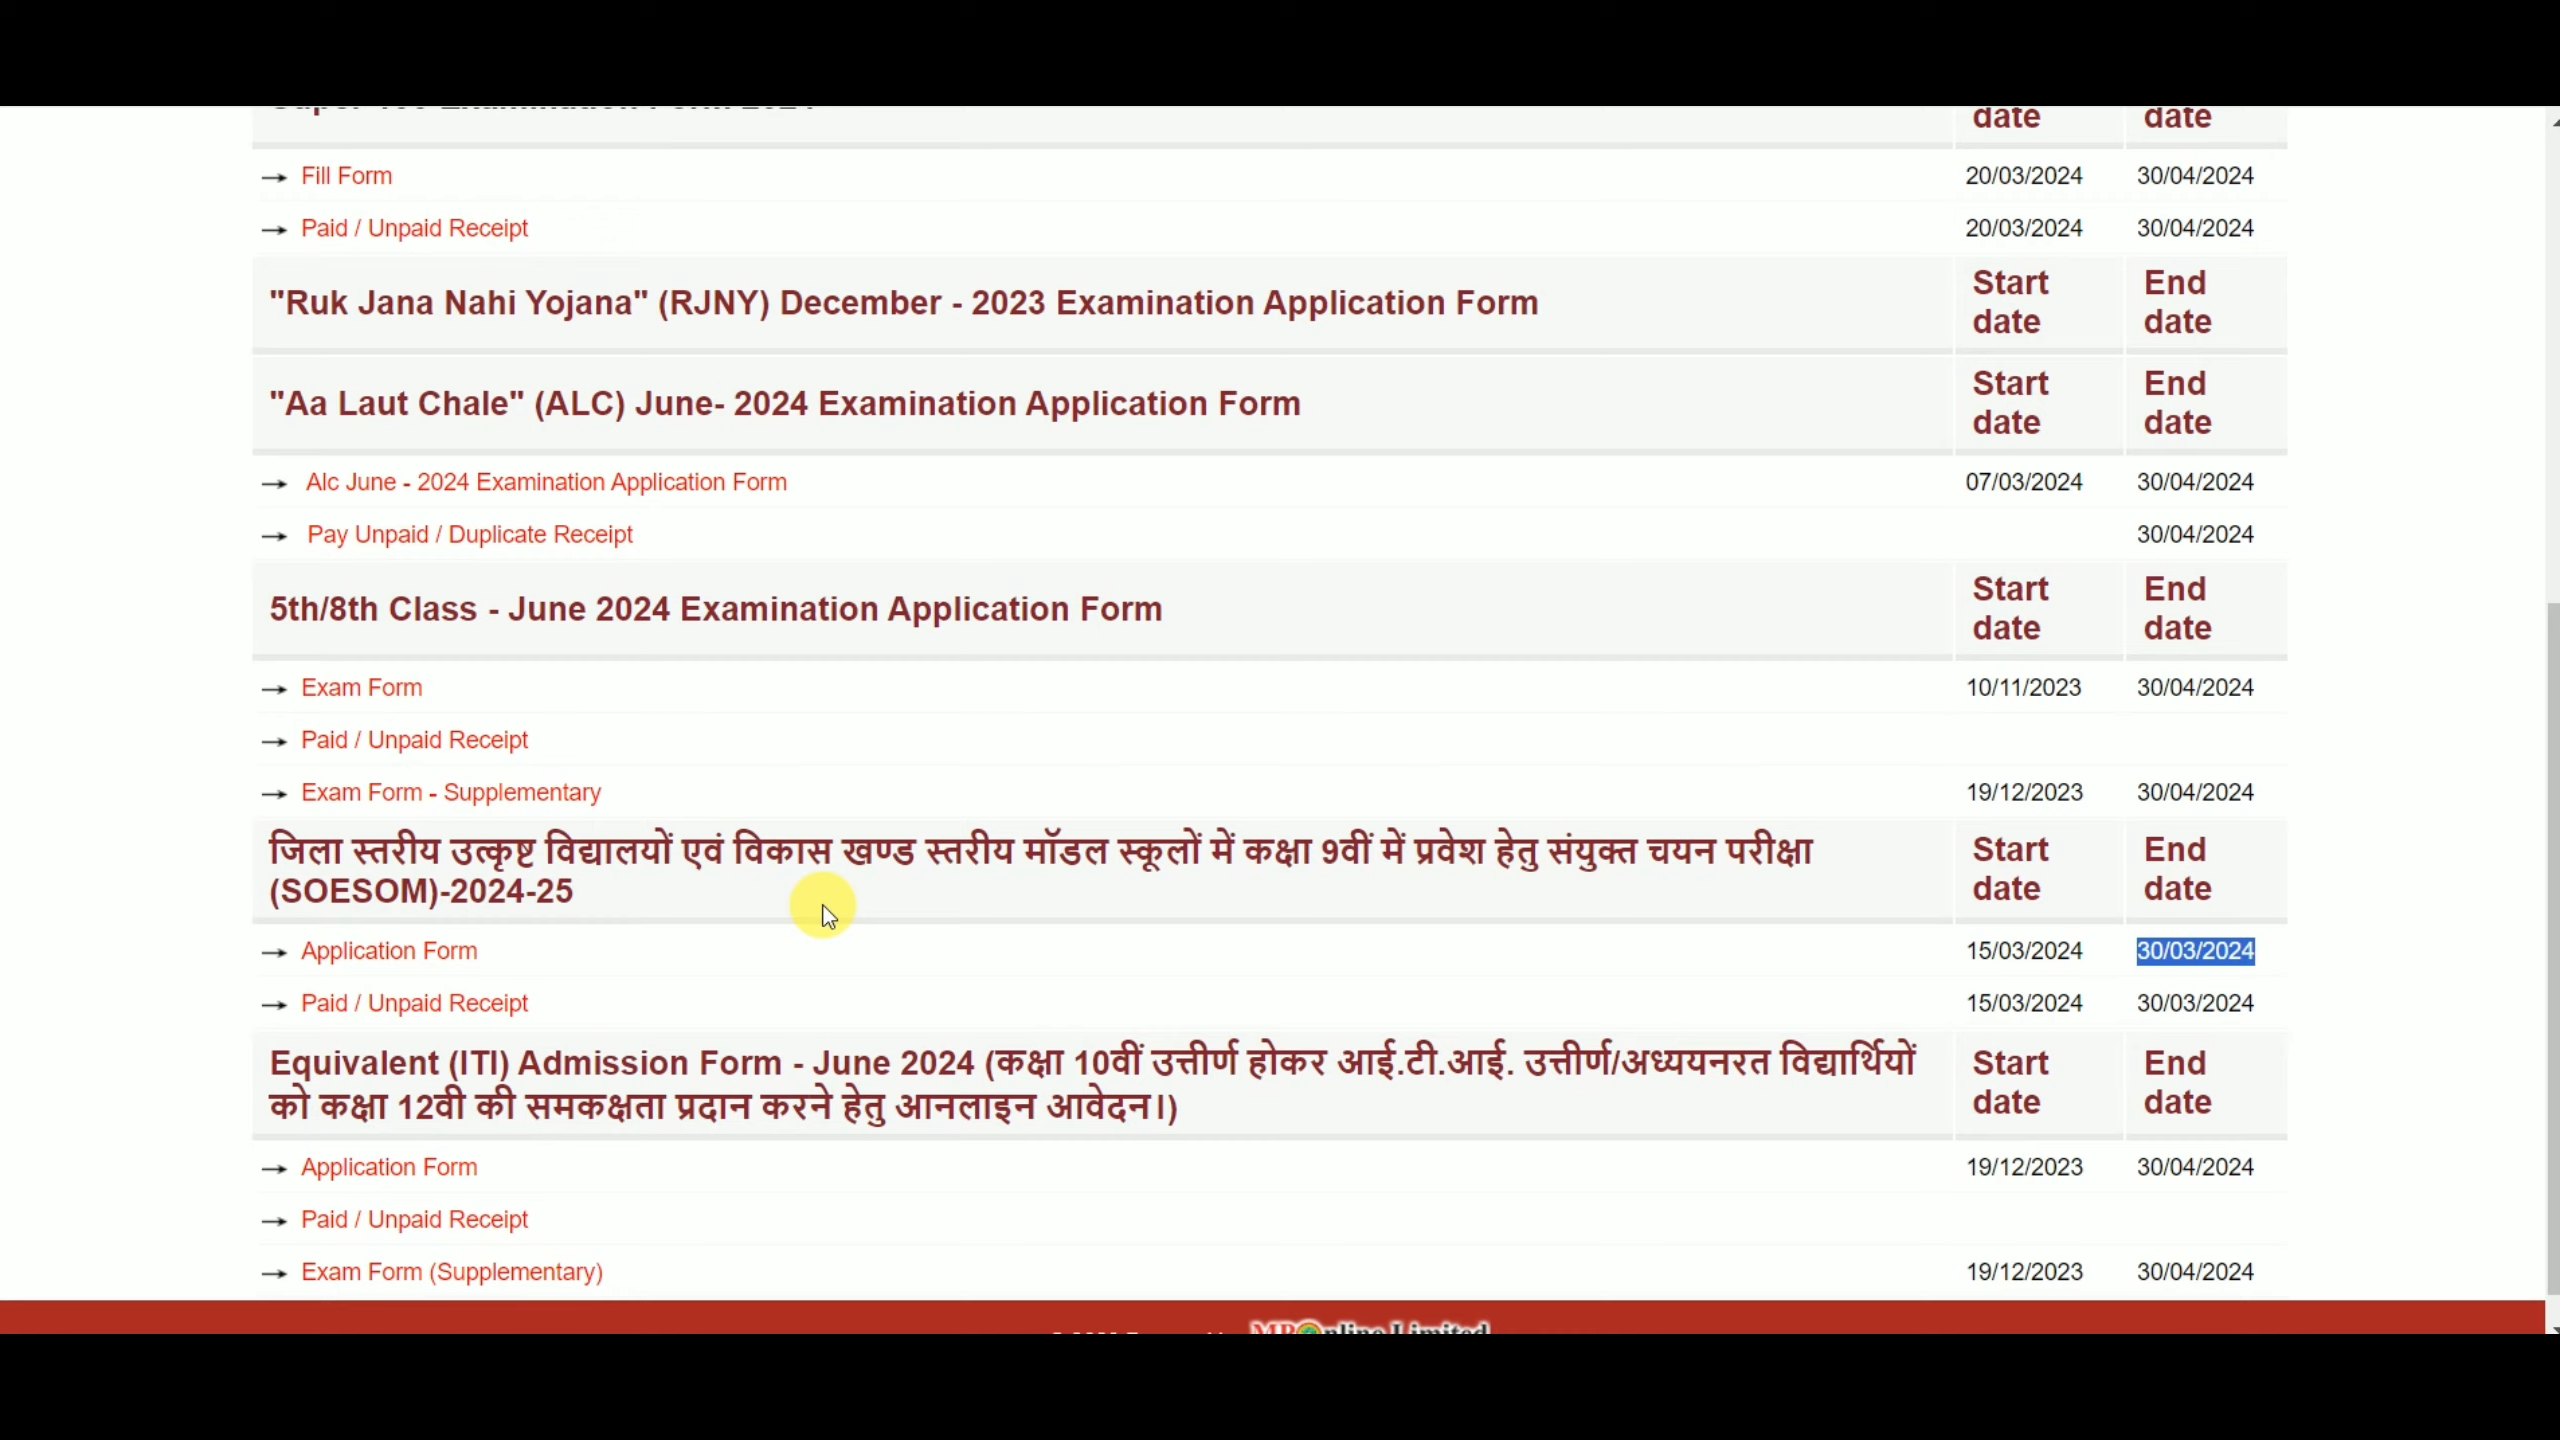 date date
→ Fill Form 20/03/2024 30/04/2024
→ Paid / Unpaid Receipt 20/03/2024 30/04/2024
"Ruk Jana Nahi Yojana" (RJNY) December - 2023 Examination Application Form Start date End date
"Aa Laut Chale" (ALC) June- 2024 Examination Application Form Start date End date
→ Alc June - 2024 Examination Application Form 07/03/2024 30/04/2024
→ Pay Unpaid / Duplicate Receipt 30/04/2024
5th/8th Class - June 2024 Examination Application Form Start date End date
→ Exam Form 10/11/2023 30/04/2024
→ Paid / Unpaid Receipt
→ Exam Form - Supplementary 19/12/2023 30/04/2024
जिला स्तरीय उत्कृष्ट विद्यालयों एवं विकास खण्ड स्तरीय मॉडल स्कूलों में कक्षा 9वीं में प्रवेश हेतु संयुक्त चयन परीक्षा Start End
(SOESOM)-2024-25 date date
→ Application Form 15/03/2024 30/03/2024
→ Paid / Unpaid Receipt 15/03/2024 30/03/2024
Equivalent (ITI) Admission Form - June 2024 (कक्षा 10वीं उत्तीर्ण होकर आई.टी.आई. उत्तीर्ण/अध्ययनरत विद्यार्थियों Start End
को कक्षा 12वी की समकक्षता प्रदान करने हेतु आनलाइन आवेदन।) date date
→ Application Form 19/12/2023 30/04/2024
→ Paid / Unpaid Receipt
→ Exam Form (Supplementary) 19/12/2023 30/04/2024
MPOnline Limited